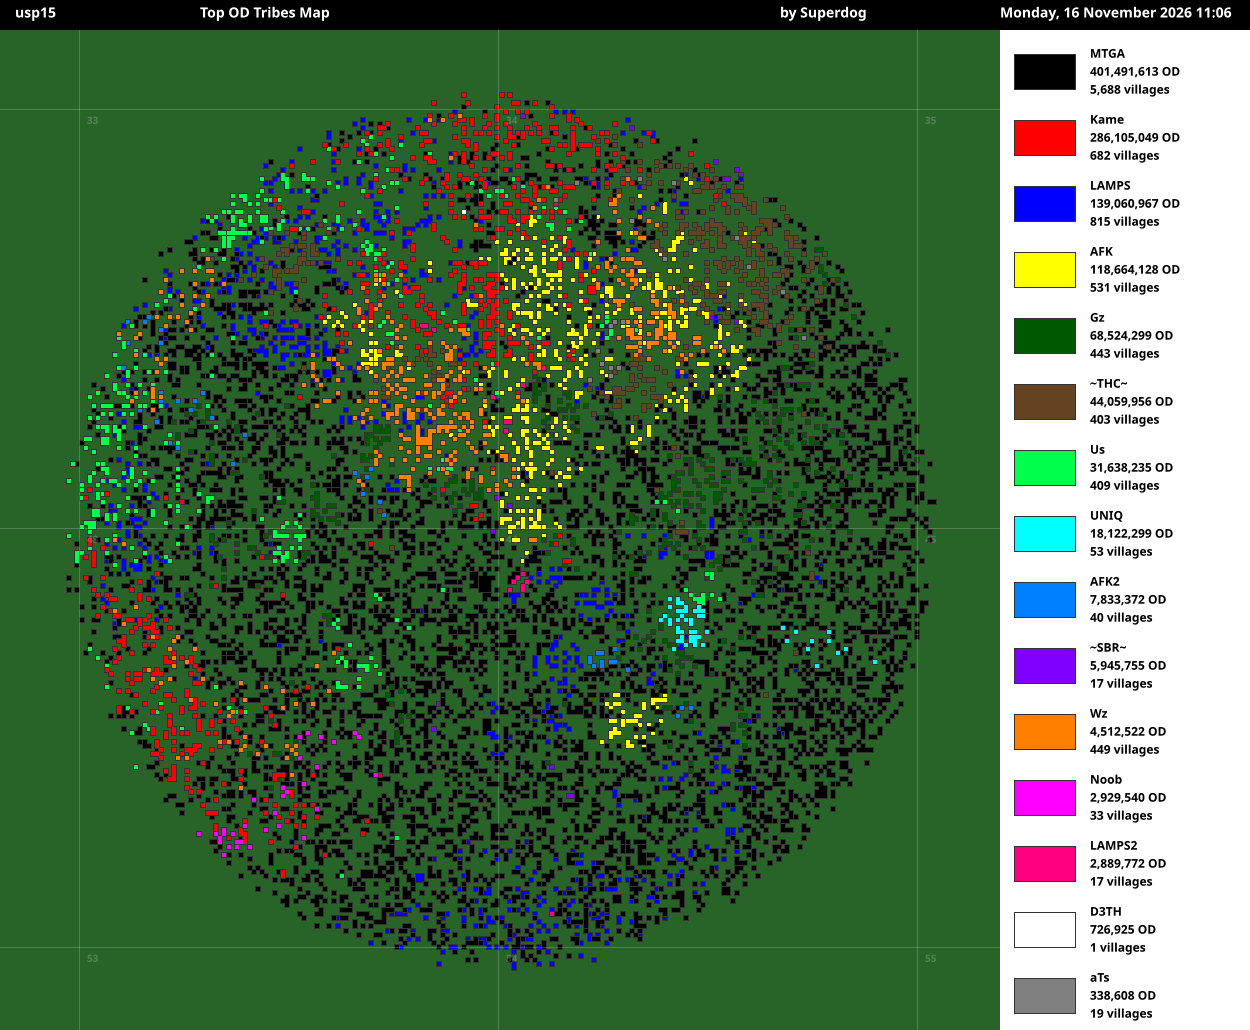 usp15 Top OD Tribes Map by Superdog Monday, 16 November 2026 11:06
MTGA
401,491,613 OD
5,688 villages
Kame
286,105,049 OD
682 villages
LAMPS
139,060,967 OD
815 villages
AFK
118,664,128 OD
531 villages
Gz
68,524,299 OD
443 villages
~THC~
44,059,956 OD
403 villages
Us
31,638,235 OD
409 villages
UNIQ
18,122,299 OD
53 villages
AFK2
7,833,372 OD
40 villages
~SBR~
5,945,755 OD
17 villages
Wz
4,512,522 OD
449 villages
Noob
2,929,540 OD
33 villages
LAMPS2
2,889,772 OD
17 villages
D3TH
726,925 OD
1 villages
aTs
338,608 OD
19 villages
33 34 35
53 55